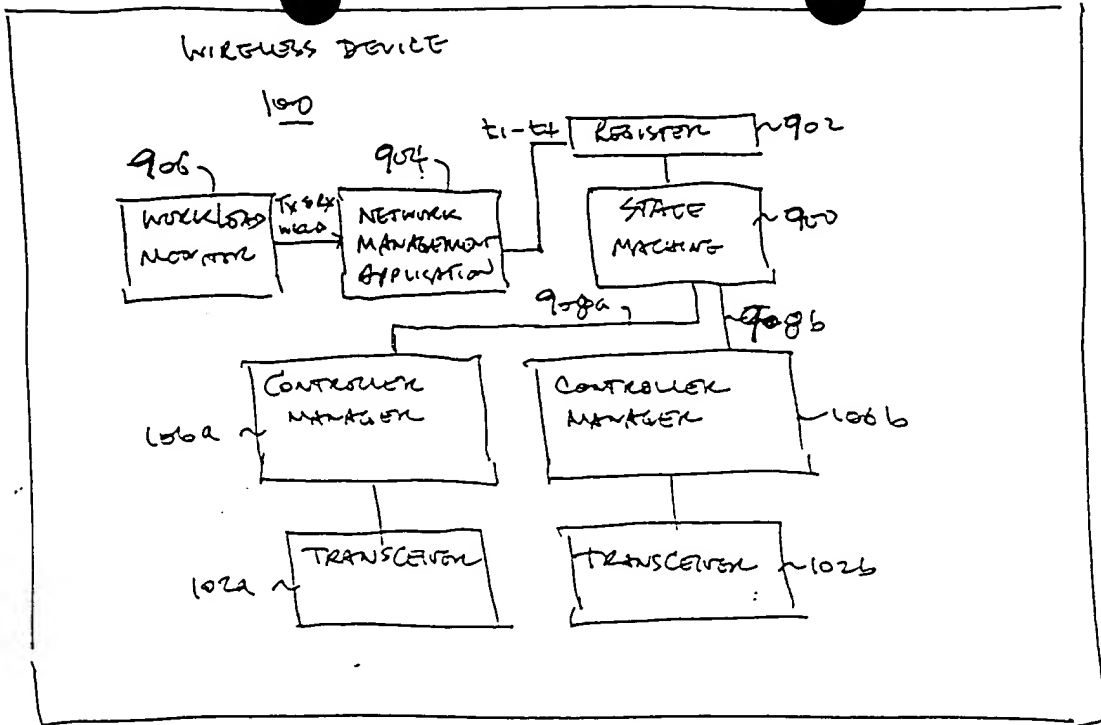 WIRELESS DEVICE
100
906
WORKLOAD
MONITOR
Tx & Rx
WKLD
904
NETWORK
MANAGEMENT
APPLICATION
t1-t4
REGISTER
902
STATE
MACHINE
900
908a
908b
CONTROLLER
MANAGER
106a
CONTROLLER
MANAGER
106b
TRANSCEIVER
102a
TRANSCEIVER
102b